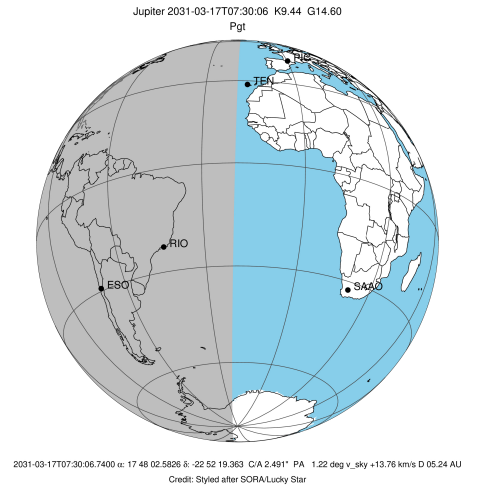 Jupiter 2031-03-17T07:30:06 K9.44 G14.60
Pgt
PIC
TEN
RIO
ESO
SAAO
2031-03-17T07:30:06.7400 α: 17 48 02.5826 δ: -22 52 19.363 C/A 2.491" PA 1.22 deg v_sky +13.76 km/s D 05.24 AU
Credit: Styled after SORA/Lucky Star